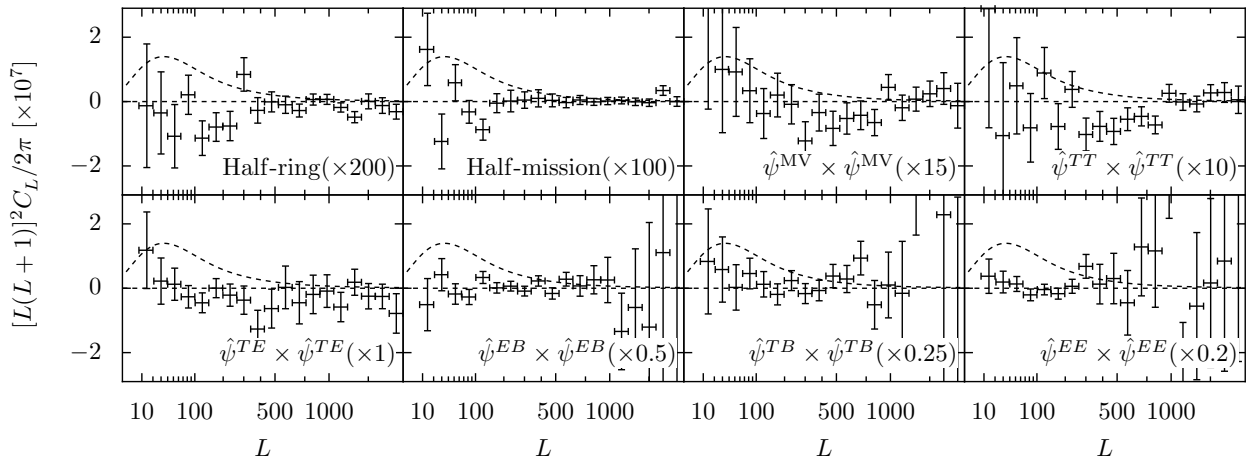 [L(L + 1)]²C_L/2π [×10⁷]
2
0
−2
Half-ring(×200)
Half-mission(×100)
ψ̂^MV × ψ̂^MV(×15)
ψ̂^TT × ψ̂^TT(×10)
2
0
−2
ψ̂^TE × ψ̂^TE(×1)
ψ̂^EB × ψ̂^EB(×0.5)
ψ̂^TB × ψ̂^TB(×0.25)
ψ̂^EE × ψ̂^EE(×0.2)
10 100 500 1000 10 100 500 1000 10 100 500 1000 10 100 500 1000
L L L L